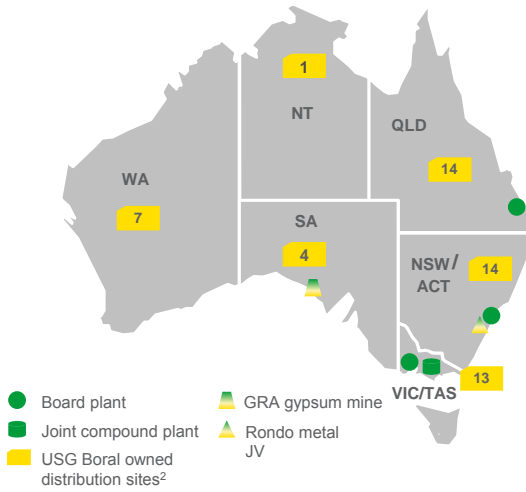 1
NT
QLD
14
WA
7
SA
4
NSW/
ACT
14
13
VIC/TAS
Board plant
Joint compound plant
USG Boral owned
distribution sites²
GRA gypsum mine
Rondo metal
JV